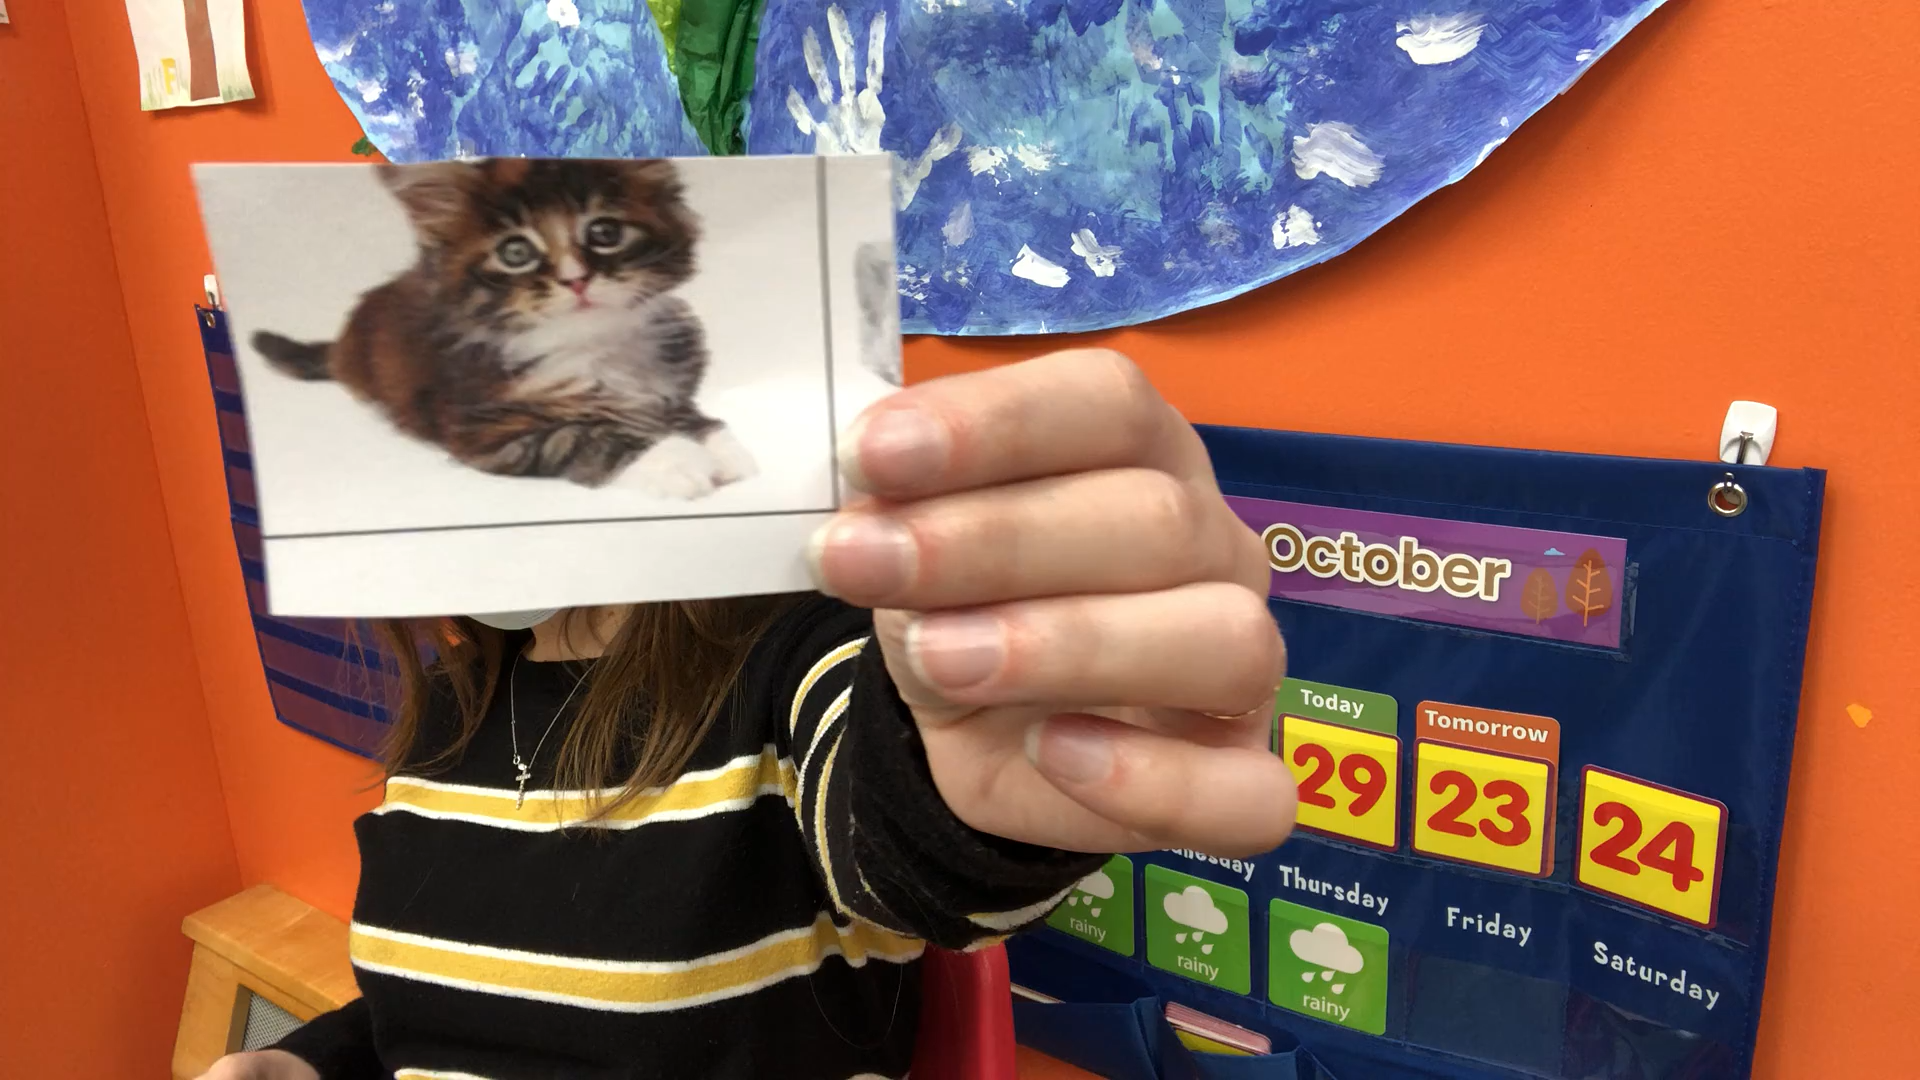 F
October
Today
Tomorrow
29
23
24
Thursday
Friday
Saturday
rainy
rainy
rainy